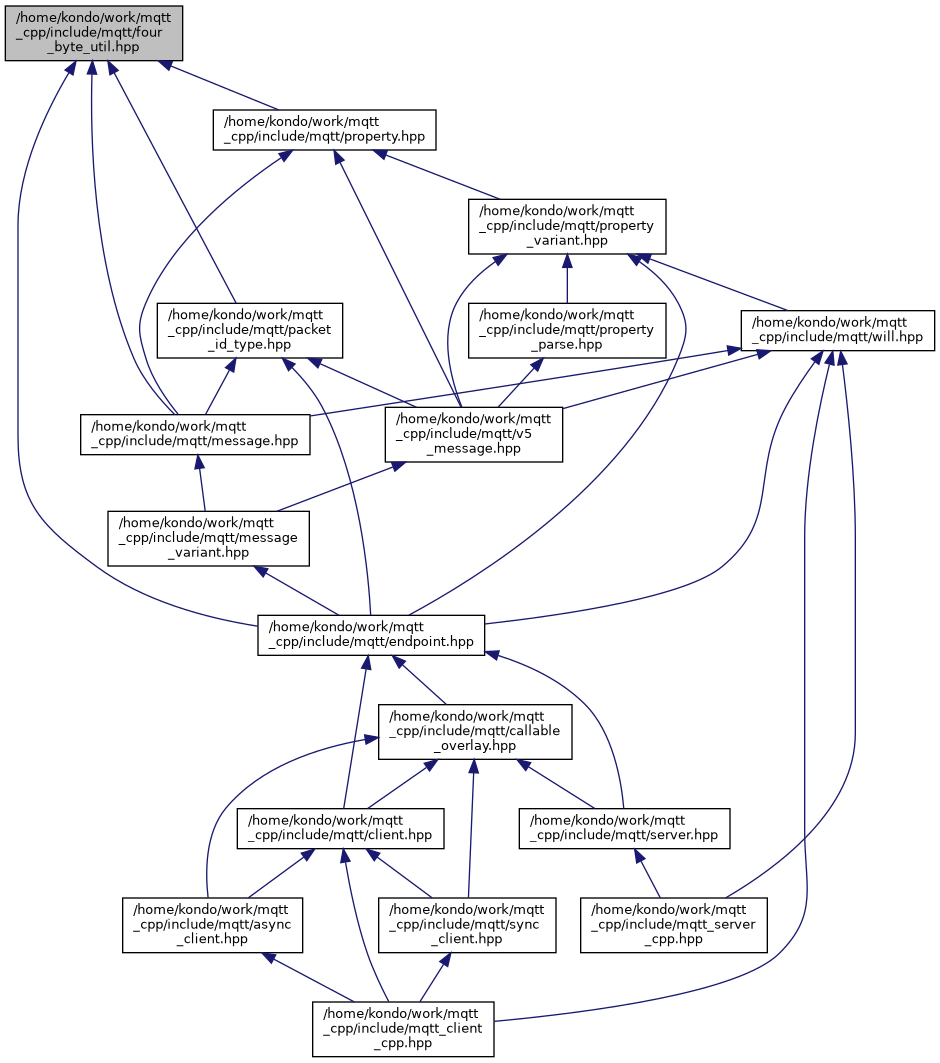 /home/kondo/work/mqtt
_cpp/include/mqtt/four
_byte_util.hpp
/home/kondo/work/mqtt
_cpp/include/mqtt/property.hpp
/home/kondo/work/mqtt
_cpp/include/mqtt/property
_variant.hpp
/home/kondo/work/mqtt
_cpp/include/mqtt/packet
_id_type.hpp
/home/kondo/work/mqtt
_cpp/include/mqtt/property
_parse.hpp
/home/kondo/work/mqtt
_cpp/include/mqtt/will.hpp
/home/kondo/work/mqtt
_cpp/include/mqtt/message.hpp
/home/kondo/work/mqtt
_cpp/include/mqtt/v5
_message.hpp
/home/kondo/work/mqtt
_cpp/include/mqtt/message
_variant.hpp
/home/kondo/work/mqtt
_cpp/include/mqtt/endpoint.hpp
/home/kondo/work/mqtt
_cpp/include/mqtt/callable
_overlay.hpp
/home/kondo/work/mqtt
_cpp/include/mqtt/client.hpp
/home/kondo/work/mqtt
_cpp/include/mqtt/server.hpp
/home/kondo/work/mqtt
_cpp/include/mqtt/async
_client.hpp
/home/kondo/work/mqtt
_cpp/include/mqtt/sync
_client.hpp
/home/kondo/work/mqtt
_cpp/include/mqtt_server
_cpp.hpp
/home/kondo/work/mqtt
_cpp/include/mqtt_client
_cpp.hpp